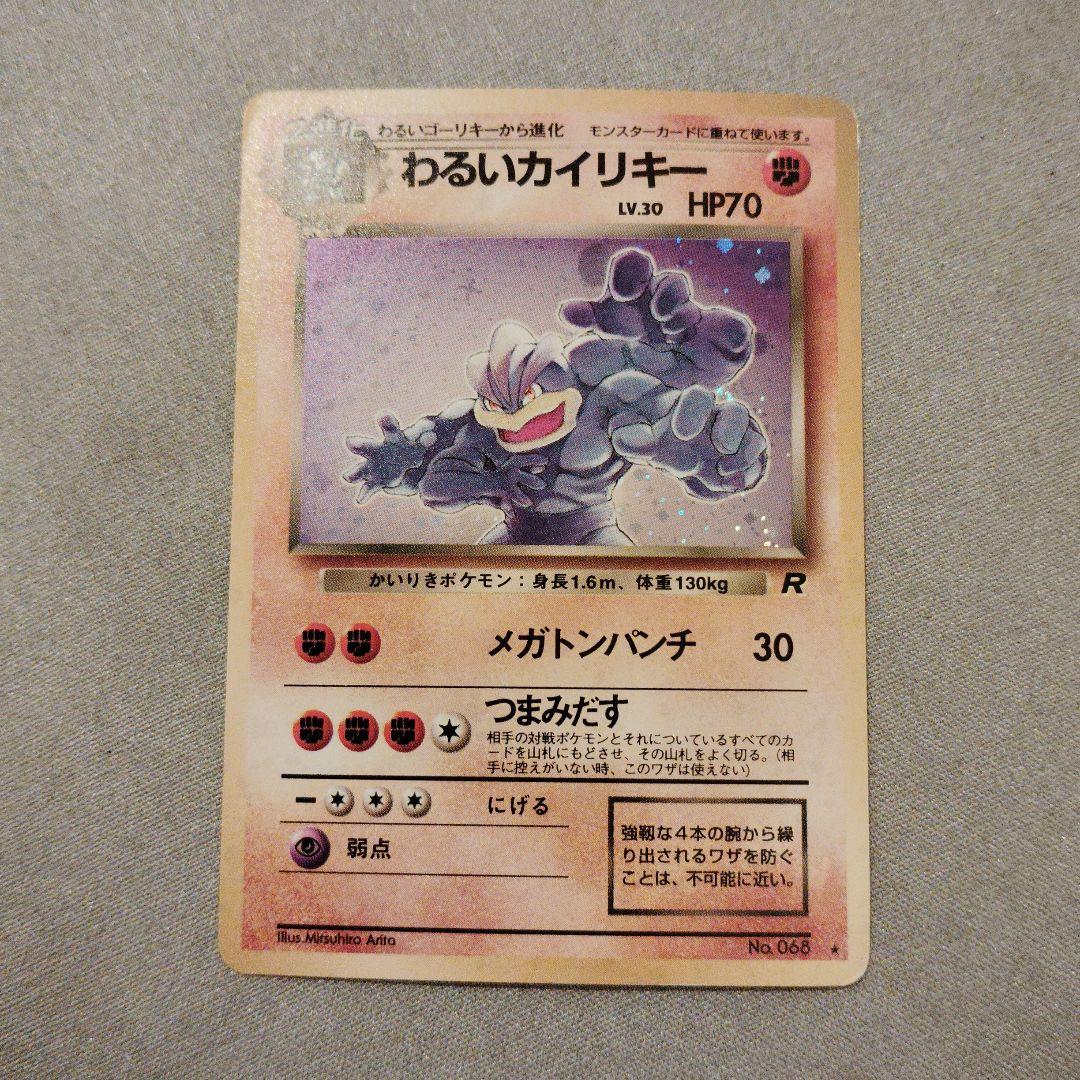 2進化 わるいゴーリキーから進化 モンスターカードに重ねて使います。
わるいカイリキー
LV.30 HP70
かいりきポケモン：身長1.6m、体重130kg R
メガトンパンチ 30
つまみだす
相手の対戦ポケモンとそれについているすべてのカ
ードを山札にもどさせ、その山札をよく切る。（相
手に控えがいない時、このワザは使えない）
にげる
弱点
強靱な4本の腕から繰
り出されるワザを防ぐ
ことは、不可能に近い。
Illus.Mitsuhiro Arita
No. 068 ★